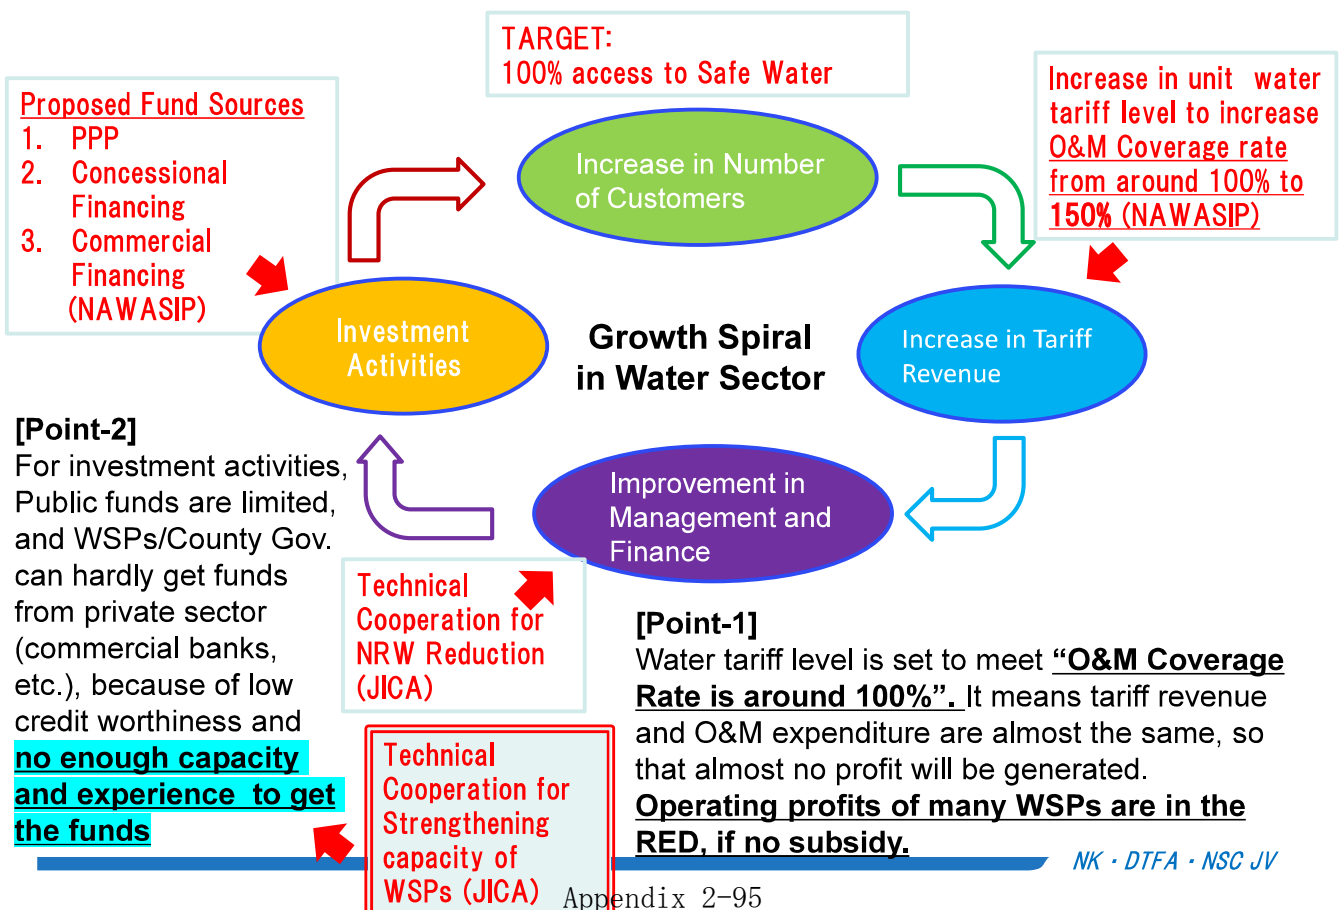 TARGET:
100% access to Safe Water
Proposed Fund Sources
1. PPP
2. Concessional
Financing
3. Commercial
Financing
(NAWASIP)
Increase in unit water
tariff level to increase
O&M Coverage rate
from around 100% to
150% (NAWASIP)
Increase in Number
of Customers
Investment
Activities
Growth Spiral
in Water Sector
Increase in Tariff
Revenue
Improvement in
Management and
Finance
[Point-2]
For investment activities,
Public funds are limited,
and WSPs/County Gov.
can hardly get funds
from private sector
(commercial banks,
etc.), because of low
credit worthiness and
no enough capacity
and experience to get
the funds
Technical
Cooperation for
NRW Reduction
(JICA)
Technical
Cooperation for
Strengthening
capacity of
WSPs (JICA)
[Point-1]
Water tariff level is set to meet “O&M Coverage
Rate is around 100%”. It means tariff revenue
and O&M expenditure are almost the same, so
that almost no profit will be generated.
Operating profits of many WSPs are in the
RED, if no subsidy.
NK・DTFA・NSC JV
Appendix 2-95